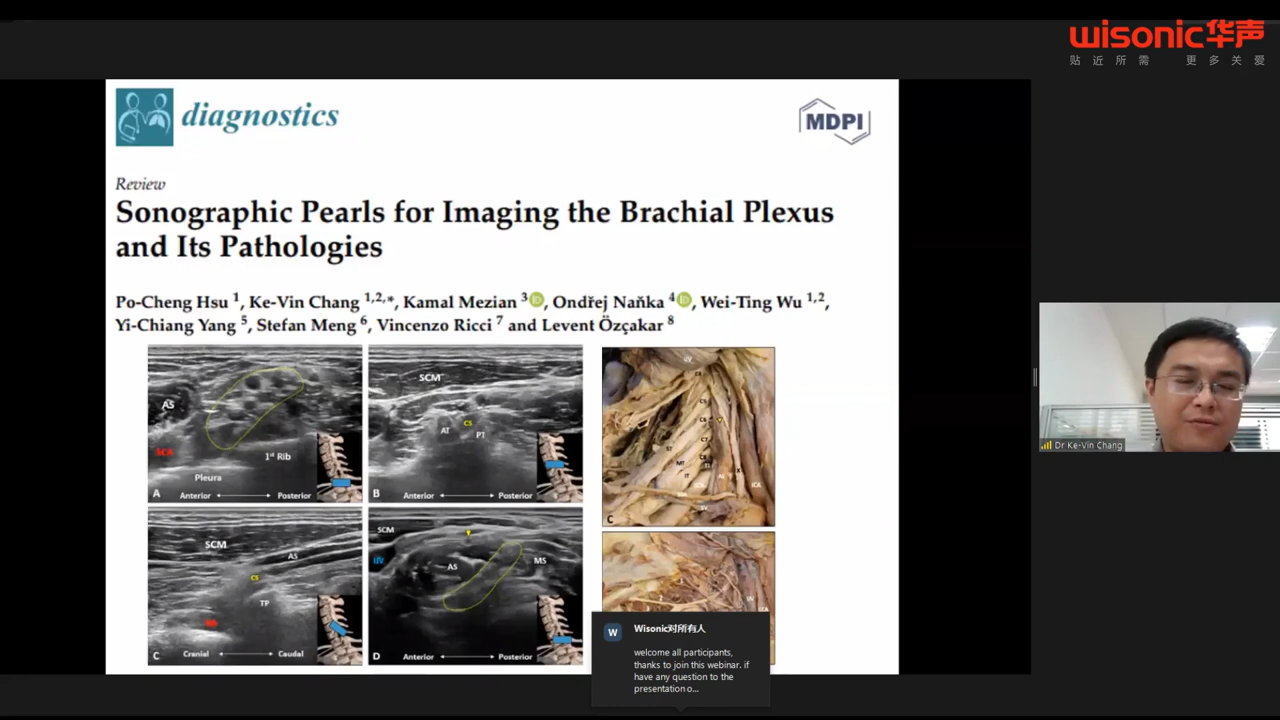 wisonic华声
贴近所需 更多关爱
diagnostics
MDPI
Review
Sonographic Pearls for Imaging the Brachial Plexus
and Its Pathologies
Po-Cheng Hsu 1, Ke-Vin Chang 1,2,*, Kamal Mezian 3, Ondřej Naňka 4, Wei-Ting Wu 1,2,
Yi-Chiang Yang 5, Stefan Meng 6, Vincenzo Ricci 7 and Levent Özçakar 8
AS
1st Rib
Pleura
A Anterior Posterior
SCM
CS
AT
PT
B Anterior Posterior
C
SCM
AS
CS
TP
C Cranial Caudal
SCM
IJV
AS
MS
D Anterior Posterior
Dr Ke-Vin Chang
W
Wisonic对所有人
welcome all participants,
thanks to join this webinar. if
have any question to the
presentation o...